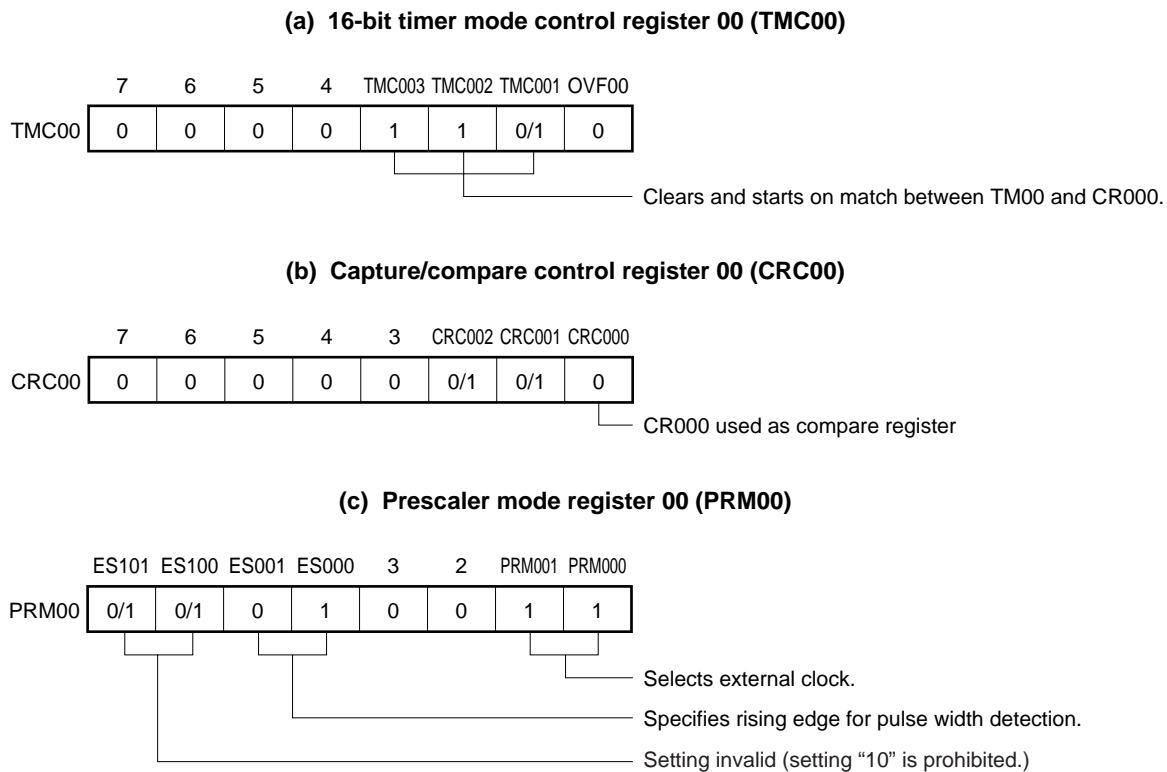 (a) 16-bit timer mode control register 00 (TMC00)
7 6 5 4 TMC003 TMC002 TMC001 OVF00
TMC00 0 0 0 0 1 1 0/1 0
Clears and starts on match between TM00 and CR000.
(b) Capture/compare control register 00 (CRC00)
7 6 5 4 3 CRC002 CRC001 CRC000
CRC00 0 0 0 0 0 0/1 0/1 0
CR000 used as compare register
(c) Prescaler mode register 00 (PRM00)
ES101 ES100 ES001 ES000 3 2 PRM001 PRM000
PRM00 0/1 0/1 0 1 0 0 1 1
Selects external clock.
Specifies rising edge for pulse width detection.
Setting invalid (setting “10” is prohibited.)